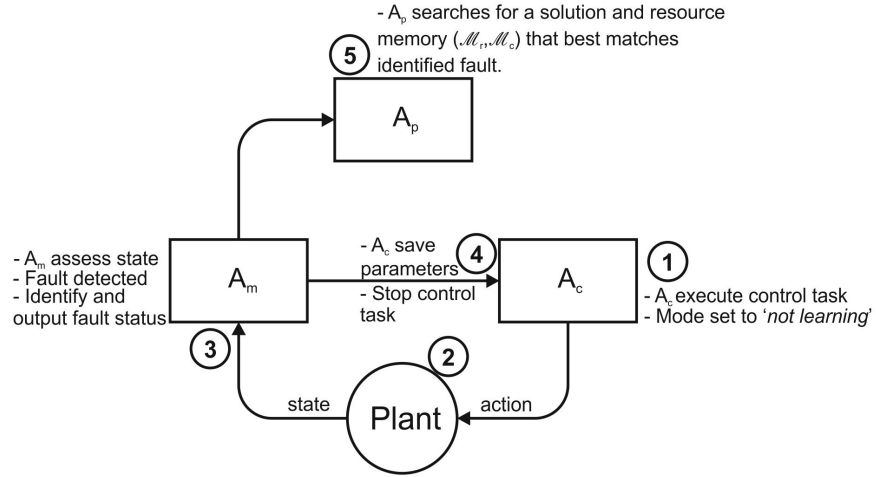 - Aₚ searches for a solution and resource
memory (ℳᵣ,ℳ꜀) that best matches
identified fault.
5
Aₚ
- Aₘ assess state
- Fault detected
- Identify and
output fault status
Aₘ
3
- A꜀ save
parameters
- Stop control
task
4
A꜀
1
- A꜀ execute control task
- Mode set to ‘not learning’
2
state
Plant
action